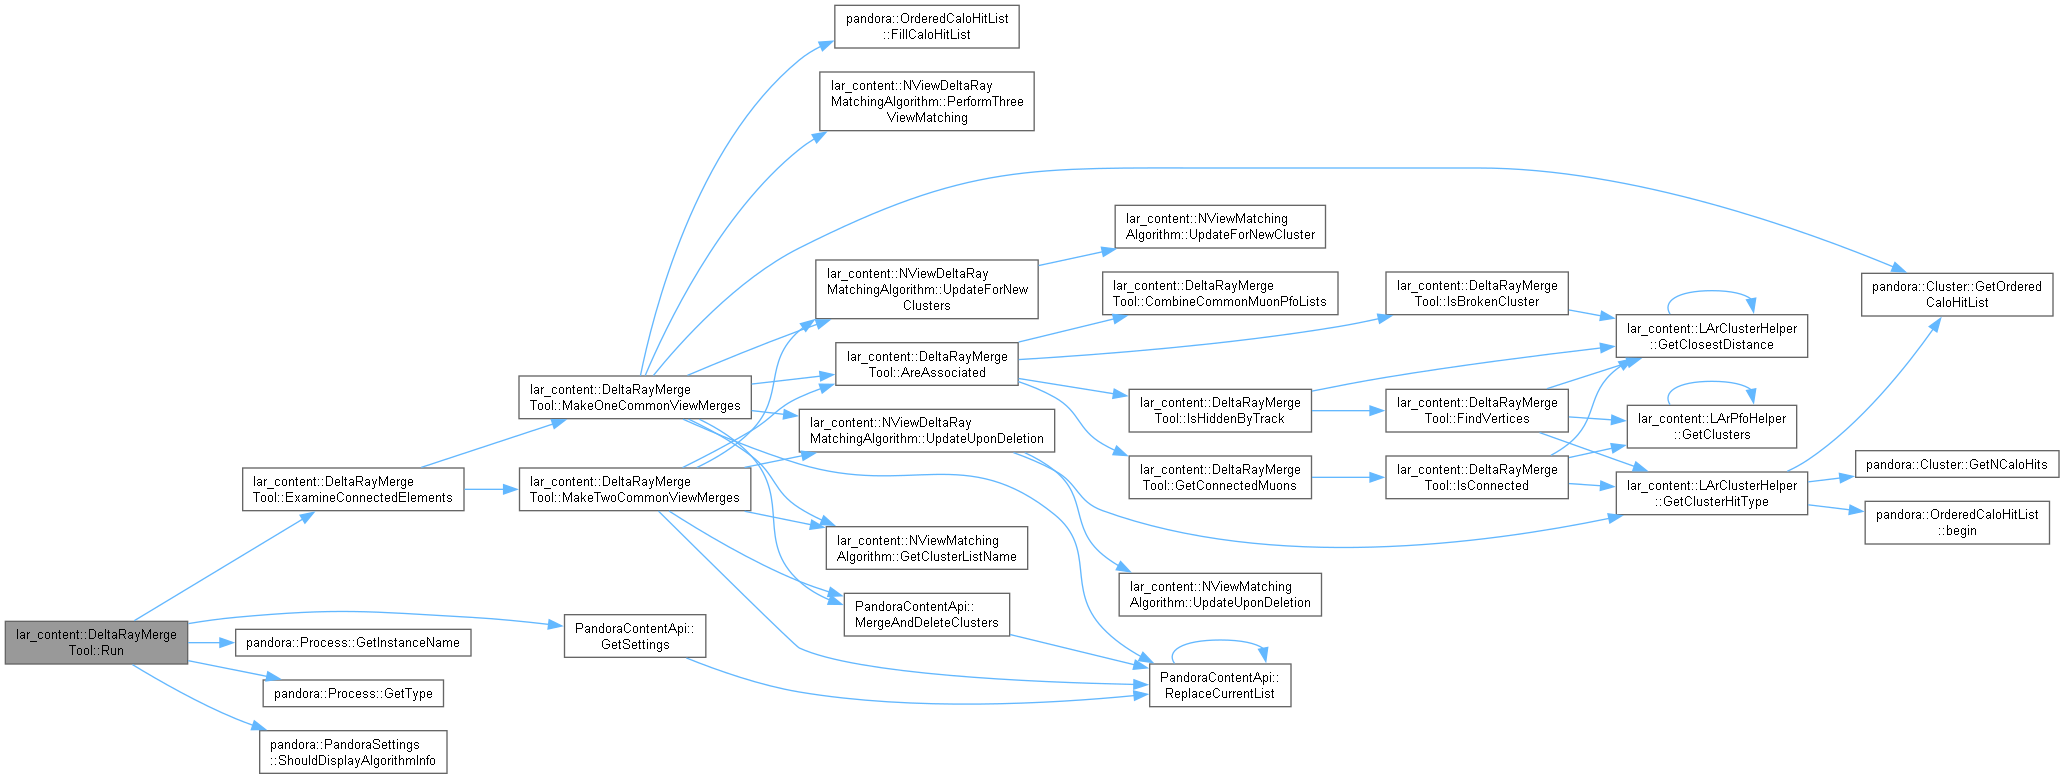 lar_content::DeltaRayMerge
Tool::Run
lar_content::DeltaRayMerge
Tool::ExamineConnectedElements
pandora::Process::GetInstanceName
pandora::Process::GetType
pandora::PandoraSettings
::ShouldDisplayAlgorithmInfo
lar_content::DeltaRayMerge
Tool::MakeOneCommonViewMerges
lar_content::DeltaRayMerge
Tool::MakeTwoCommonViewMerges
PandoraContentApi::
GetSettings
pandora::OrderedCaloHitList
::FillCaloHitList
lar_content::NViewDeltaRay
MatchingAlgorithm::PerformThree
ViewMatching
lar_content::NViewDeltaRay
MatchingAlgorithm::UpdateForNew
Clusters
lar_content::DeltaRayMerge
Tool::AreAssociated
lar_content::NViewDeltaRay
MatchingAlgorithm::UpdateUponDeletion
lar_content::NViewMatching
Algorithm::GetClusterListName
PandoraContentApi::
MergeAndDeleteClusters
lar_content::NViewMatching
Algorithm::UpdateForNewCluster
lar_content::DeltaRayMerge
Tool::CombineCommonMuonPfoLists
lar_content::DeltaRayMerge
Tool::IsHiddenByTrack
lar_content::DeltaRayMerge
Tool::GetConnectedMuons
lar_content::NViewMatching
Algorithm::UpdateUponDeletion
PandoraContentApi::
ReplaceCurrentList
lar_content::DeltaRayMerge
Tool::IsBrokenCluster
lar_content::DeltaRayMerge
Tool::FindVertices
lar_content::DeltaRayMerge
Tool::IsConnected
lar_content::LArClusterHelper
::GetClosestDistance
lar_content::LArPfoHelper
::GetClusters
lar_content::LArClusterHelper
::GetClusterHitType
pandora::Cluster::GetOrdered
CaloHitList
pandora::Cluster::GetNCaloHits
pandora::OrderedCaloHitList
::begin